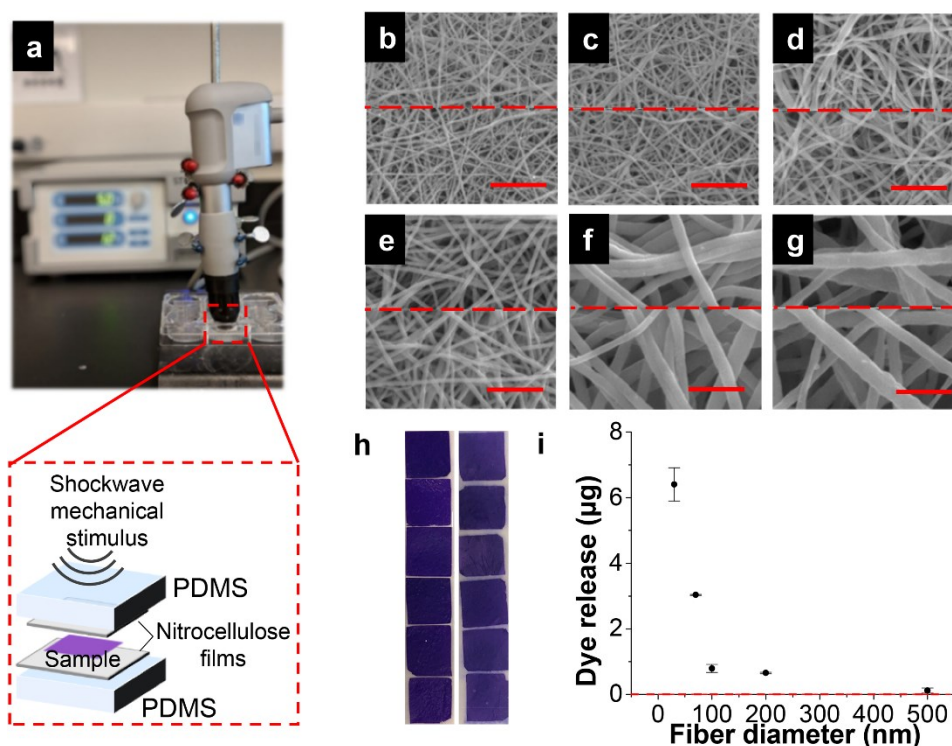 a
b
c
d
e
f
g
Shockwave
mechanical
stimulus
PDMS
Nitrocellulose
films
Sample
PDMS
h
i
Dye release (µg)
8
6
4
2
0
0 100 200 300 400 500
Fiber diameter (nm)